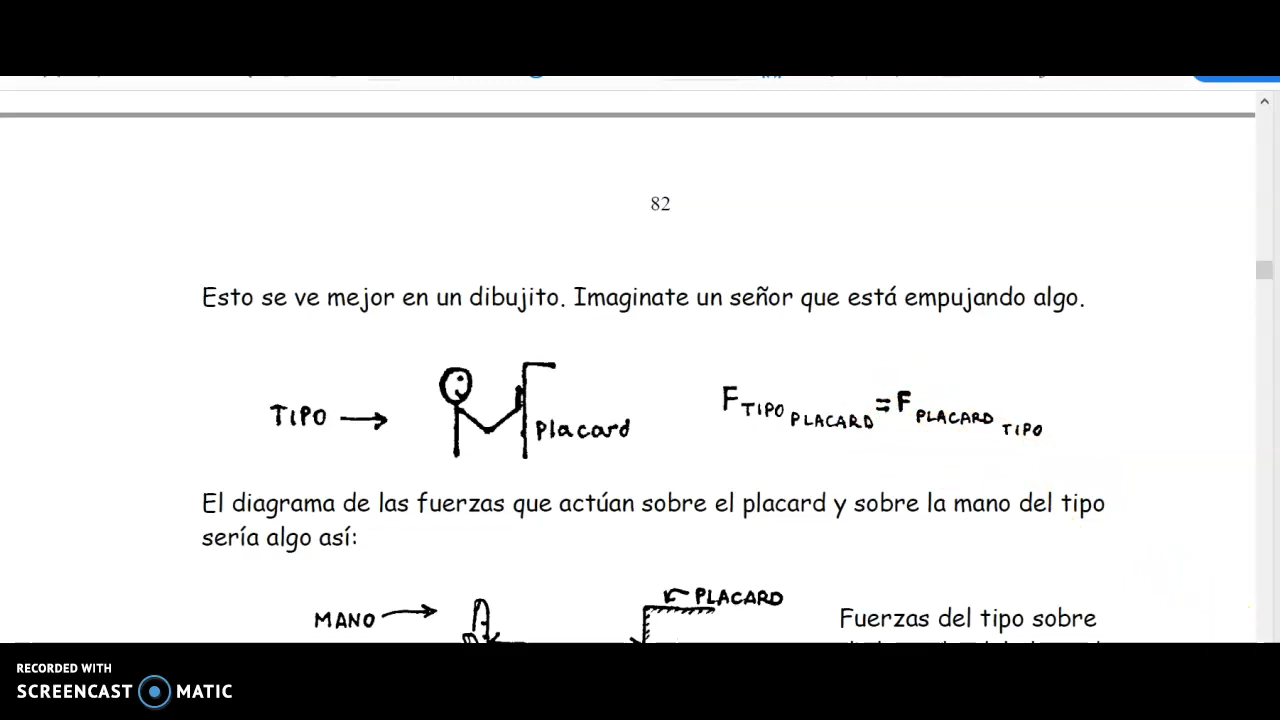 82
Esto se ve mejor en un dibujito. Imaginate un señor que está empujando algo.
TIPO
placard
F TIPO PLACARD = F PLACARD TIPO
El diagrama de las fuerzas que actúan sobre el placard y sobre la mano del tipo
sería algo así:
MANO
PLACARD
Fuerzas del tipo sobre
RECORDED WITH
SCREENCAST MATIC